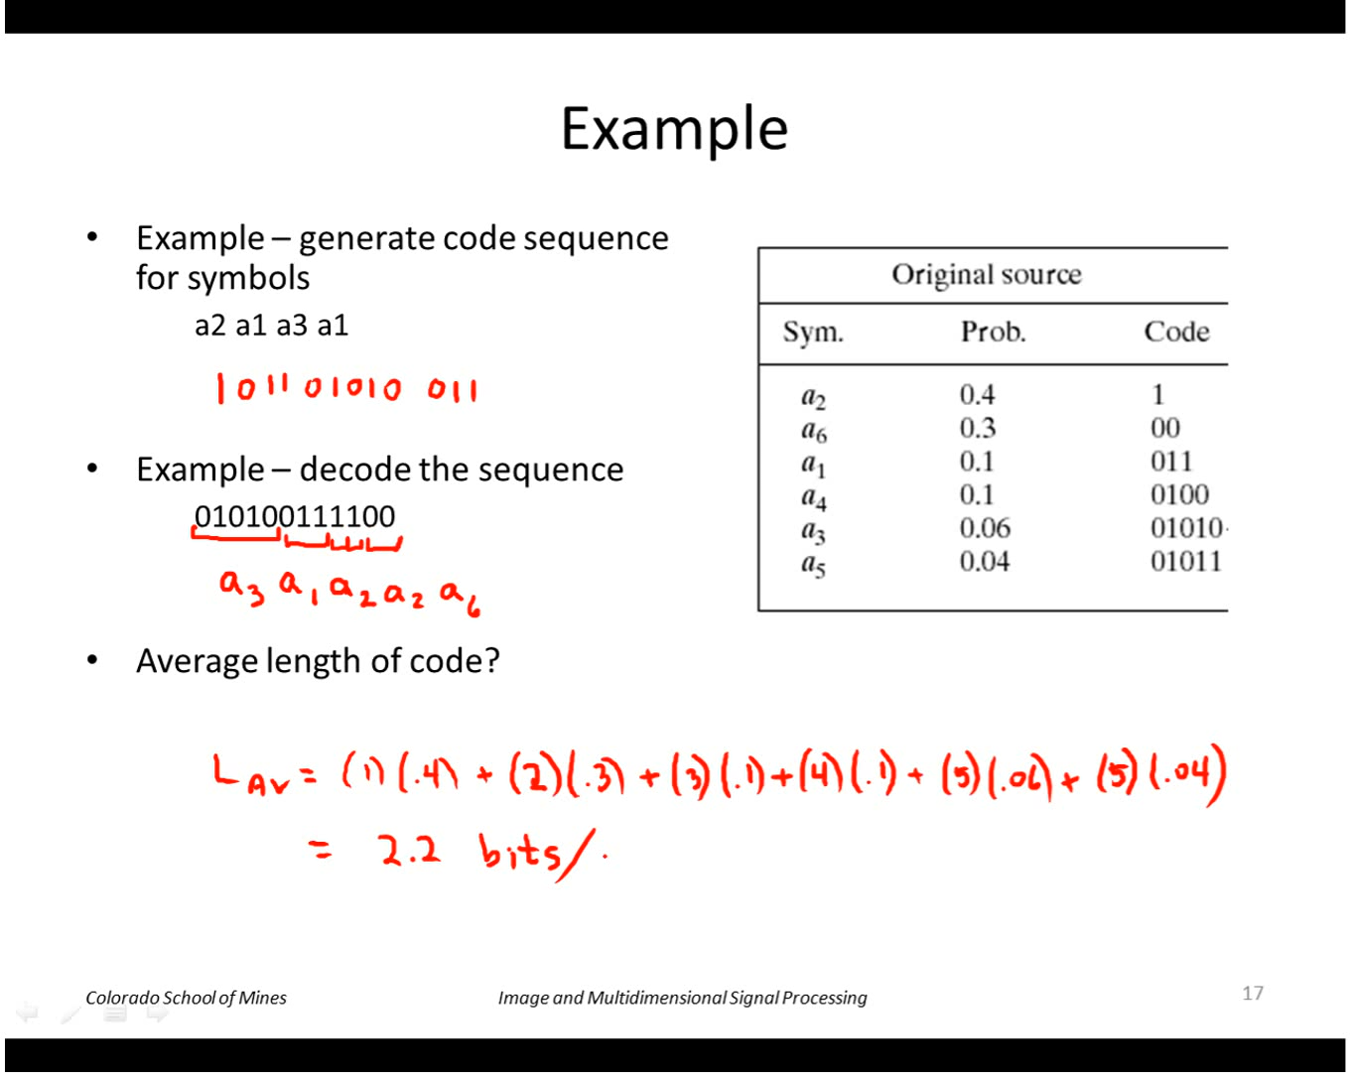 Example
• Example – generate code sequence
for symbols
a2 a1 a3 a1
1 011 01010 011
• Example – decode the sequence
010100111100
a3 a1 a2 a2 a6
• Average length of code?
LAv = (1)(.4) + (2)(.3) + (3)(.1) + (4)(.1) + (5)(.06) + (5)(.04)
= 2.2 bits/
Original source
Sym. Prob. Code
a2 0.4 1
a6 0.3 00
a1 0.1 011
a4 0.1 0100
a3 0.06 01010
a5 0.04 01011
Colorado School of Mines Image and Multidimensional Signal Processing 17